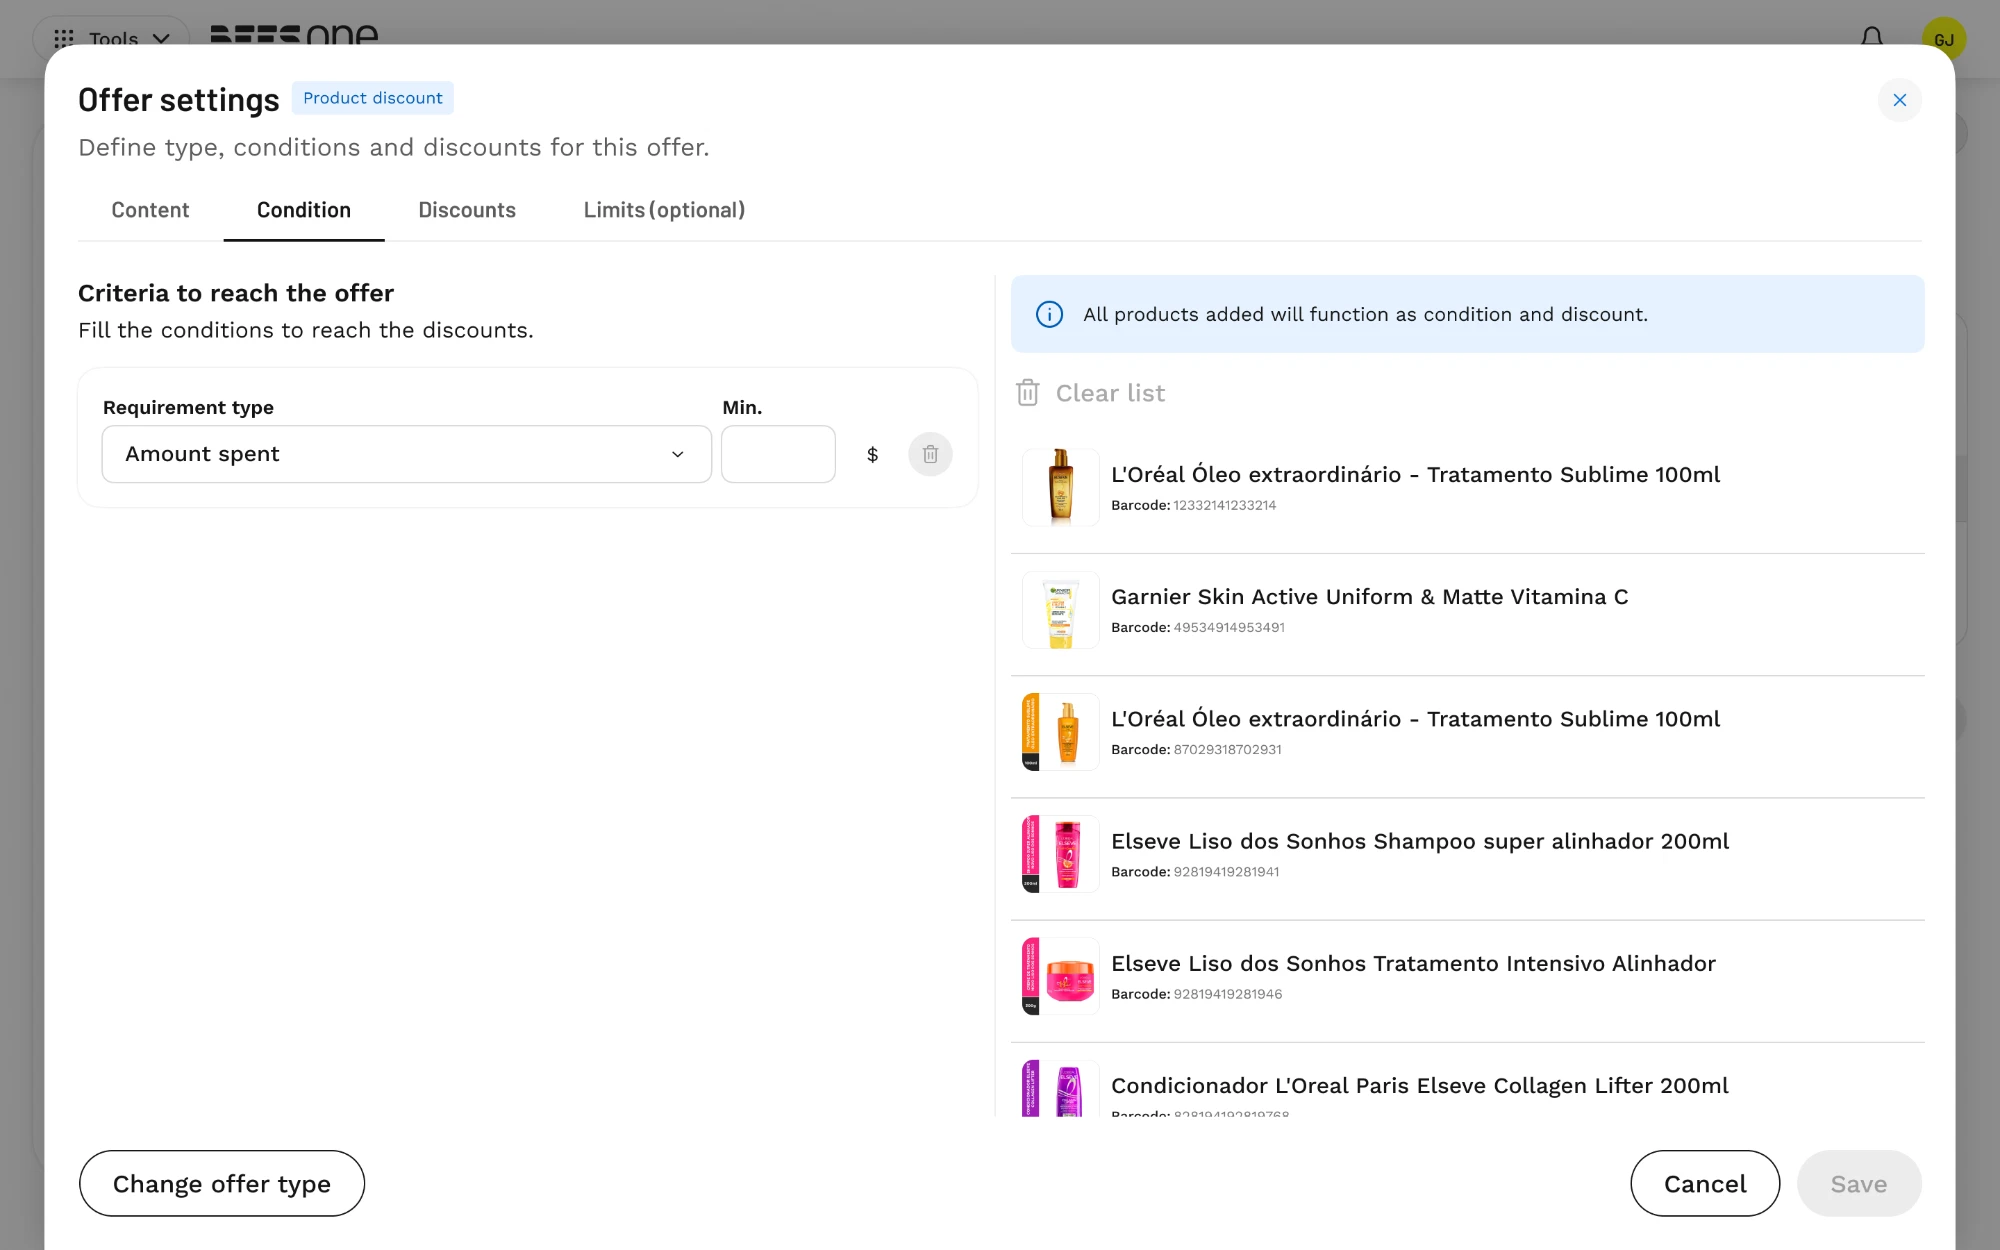 Tools
BEES one
GJ
Offer settings
Product discount
Define type, conditions and discounts for this offer.
Content
Condition
Discounts
Limits (optional)
Criteria to reach the offer
Fill the conditions to reach the discounts.
Requirement type
Min.
Amount spent
$
All products added will function as condition and discount.
Clear list
L'Oréal Óleo extraordinário - Tratamento Sublime 100ml
Barcode: 12332141233214
Garnier Skin Active Uniform & Matte Vitamina C
Barcode: 49534914953491
L'Oréal Óleo extraordinário - Tratamento Sublime 100ml
Barcode: 87029318702931
Elseve Liso dos Sonhos Shampoo super alinhador 200ml
Barcode: 92819419281941
Elseve Liso dos Sonhos Tratamento Intensivo Alinhador
Barcode: 92819419281946
Condicionador L'Oreal Paris Elseve Collagen Lifter 200ml
Barcode: 828194192819768
Change offer type
Cancel
Save